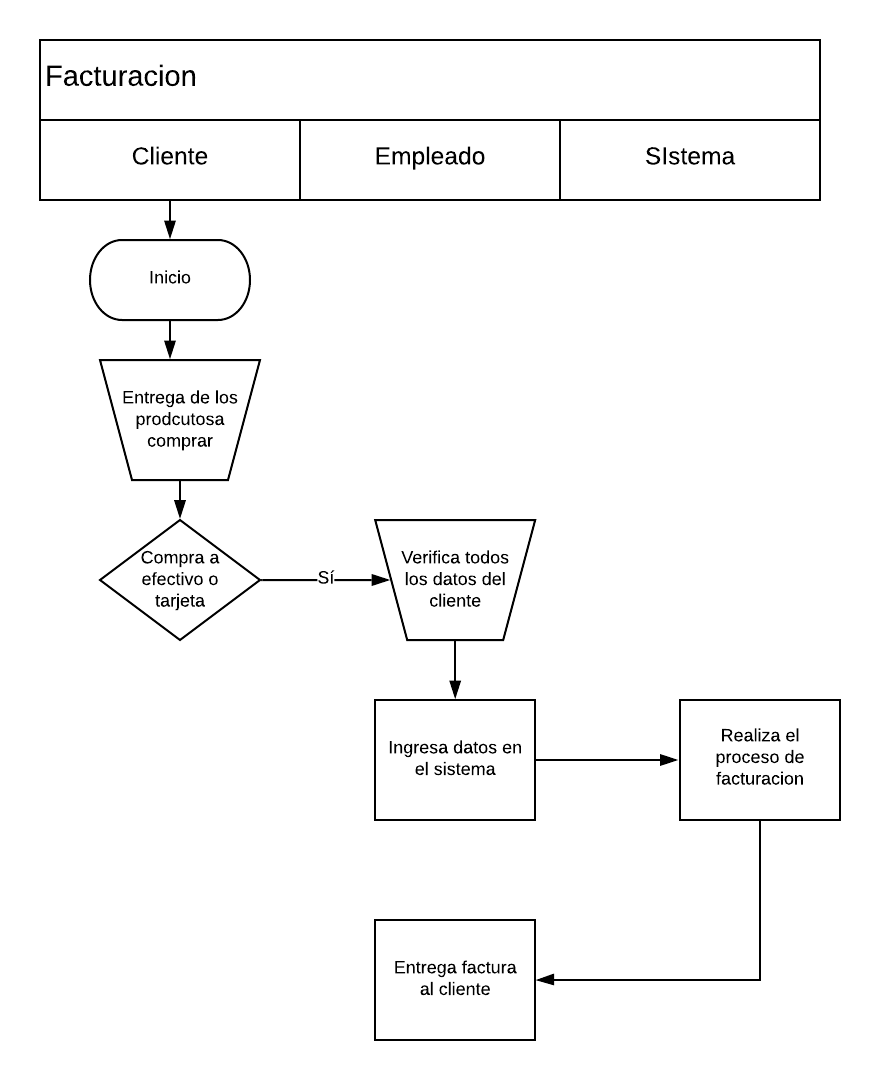 Facturacion
Cliente
Empleado
SIstema
Inicio
Entrega de los
prodcutosa
comprar
Compra a
efectivo o
tarjeta
Sí
Verifica todos
los datos del
cliente
Ingresa datos en
el sistema
Realiza el
proceso de
facturacion
Entrega factura
al cliente